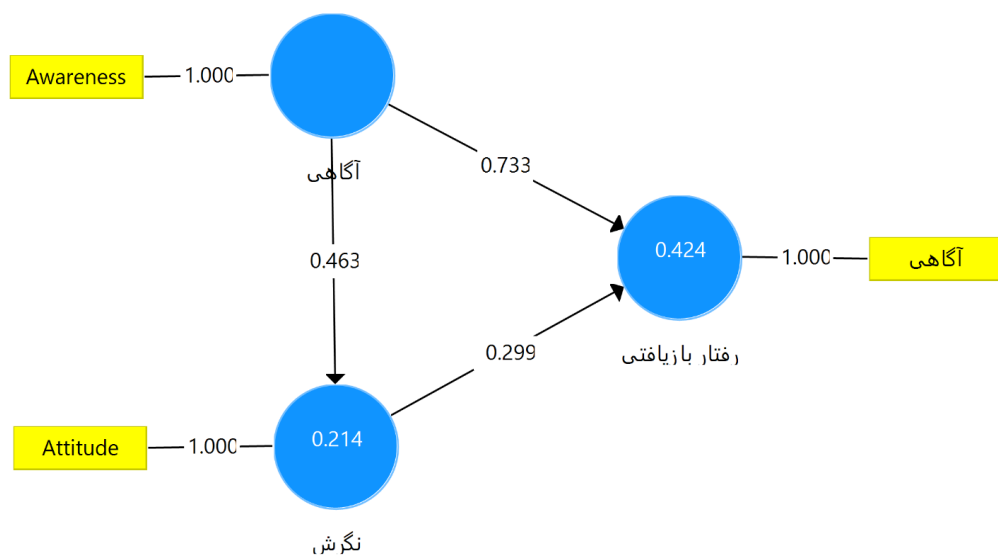 Awareness
1.000
آگاهی
0.733
0.463
0.424
1.000
آگاهی
رفتار بازیافتی
0.299
Attitude
1.000
0.214
نگرش